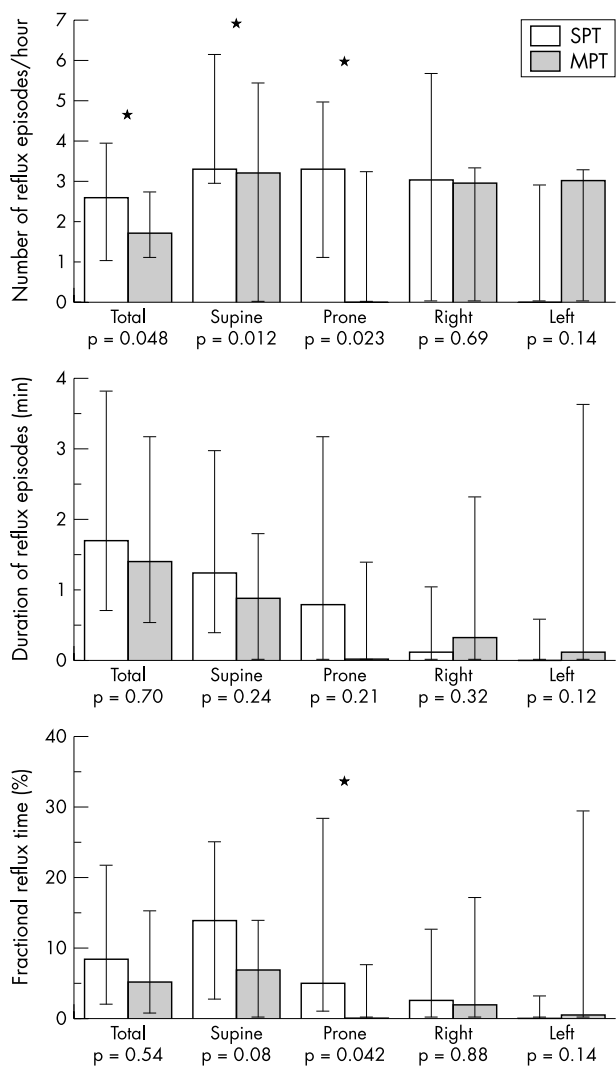 Number of reflux episodes/hour
7
6
5
4
3
2
1
0
★
★
★
SPT
MPT
Total
p = 0.048
Supine
p = 0.012
Prone
p = 0.023
Right
p = 0.69
Left
p = 0.14
Duration of reflux episodes (min)
4
3
2
1
0
Total
p = 0.70
Supine
p = 0.24
Prone
p = 0.21
Right
p = 0.32
Left
p = 0.12
Fractional reflux time (%)
40
30
20
10
0
★
Total
p = 0.54
Supine
p = 0.08
Prone
p = 0.042
Right
p = 0.88
Left
p = 0.14